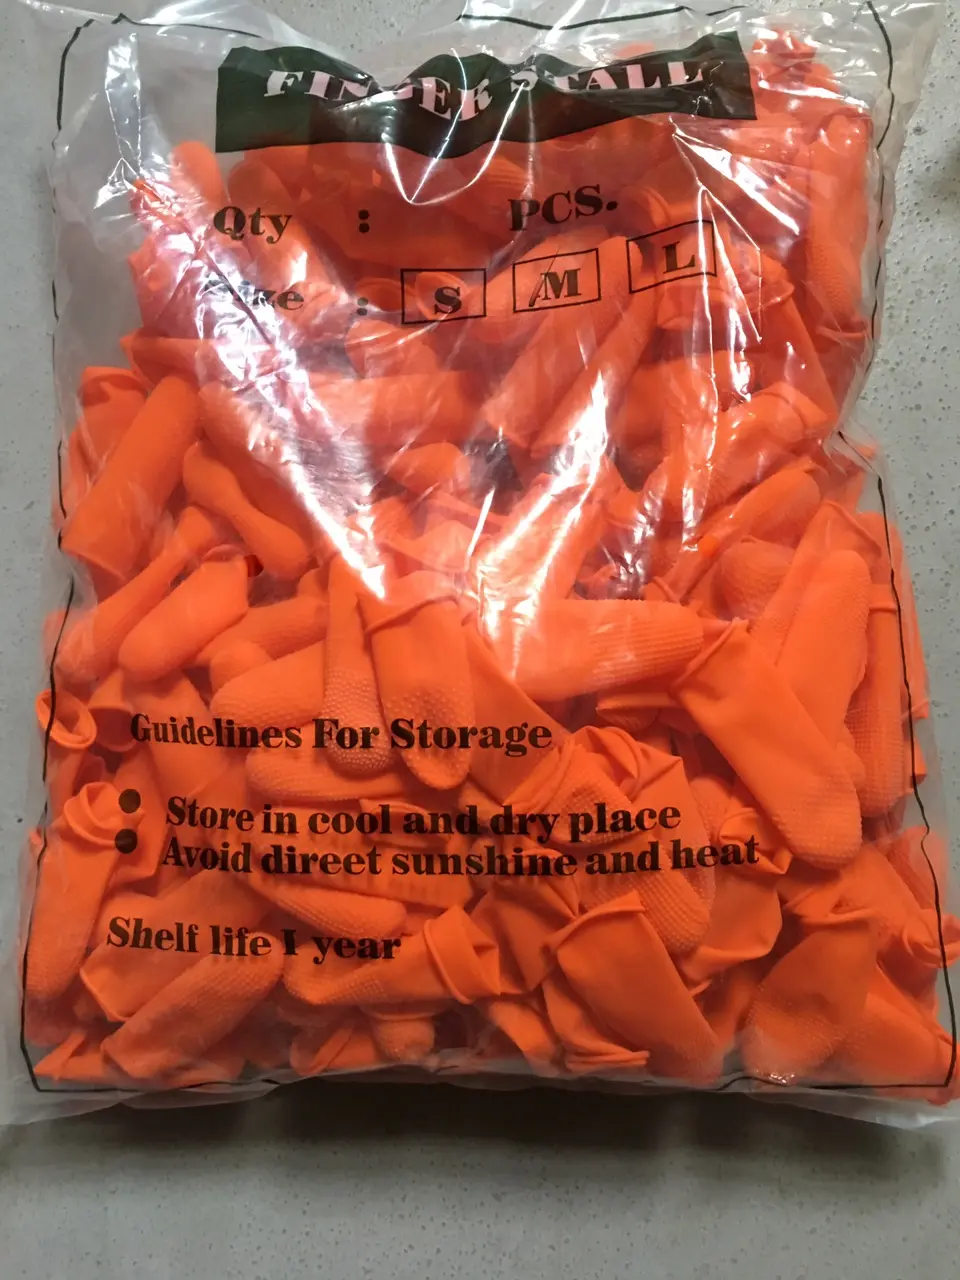 FINGER STALL
Qty : PCS.
Size : S M L
Guidelines For Storage
● Store in cool and dry place
● Avoid direet sunshine and heat
Shelf life 1 year